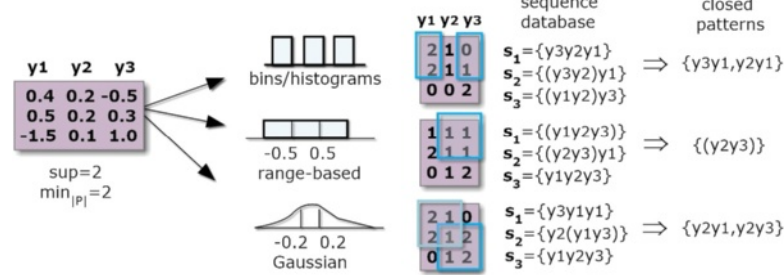 sequence database
closed patterns
y1 y2 y3
2 1 0
2 1 1
0 0 2
s1={y3y2y1}
s2={(y3y2)y1}
s3={(y1y2)y3}
⇒ {y3y1,y2y1}
bins/histograms
y1 y2 y3
0.4 0.2 -0.5
0.5 0.2 0.3
-1.5 0.1 1.0
sup=2
min|P|=2
-0.5 0.5
range-based
1 1 1
2 1 1
0 1 2
s1={(y1y2y3)}
s2={(y2y3)y1}
s3={y1y2y3}
⇒ {(y2y3)}
-0.2 0.2
Gaussian
2 1 0
2 1 2
0 1 2
s1={y3y1y1}
s2={y2(y1y3)}
s3={y1y2y3}
⇒ {y2y1,y2y3}